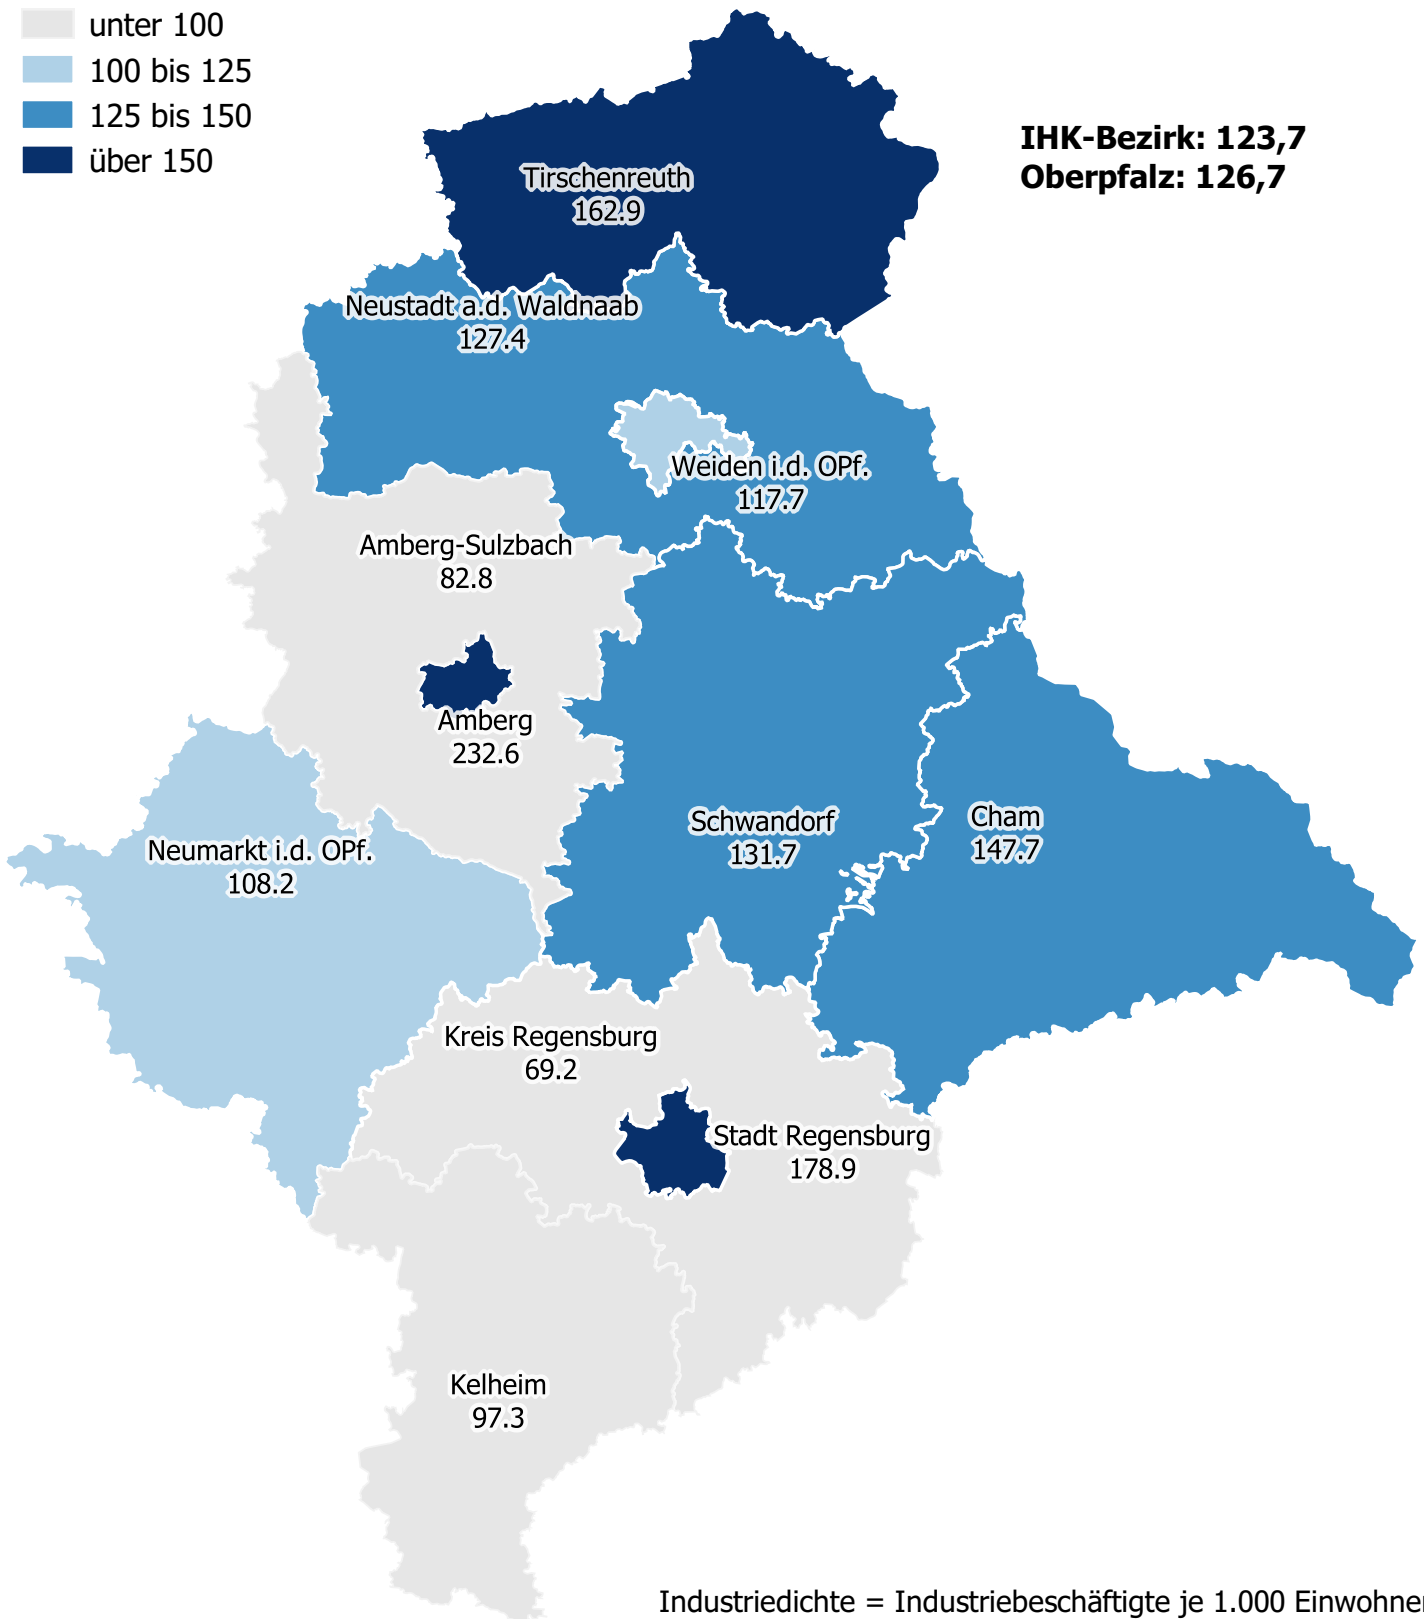 unter 100
100 bis 125
125 bis 150
über 150
IHK-Bezirk: 123,7
Oberpfalz: 126,7
Tirschenreuth
162.9
Neustadt a.d. Waldnaab
127.4
Weiden i.d. OPf.
117.7
Amberg-Sulzbach
82.8
Amberg
232.6
Schwandorf
131.7
Cham
147.7
Neumarkt i.d. OPf.
108.2
Kreis Regensburg
69.2
Stadt Regensburg
178.9
Kelheim
97.3
Industriedichte = Industriebeschäftigte je 1.000 Einwohner